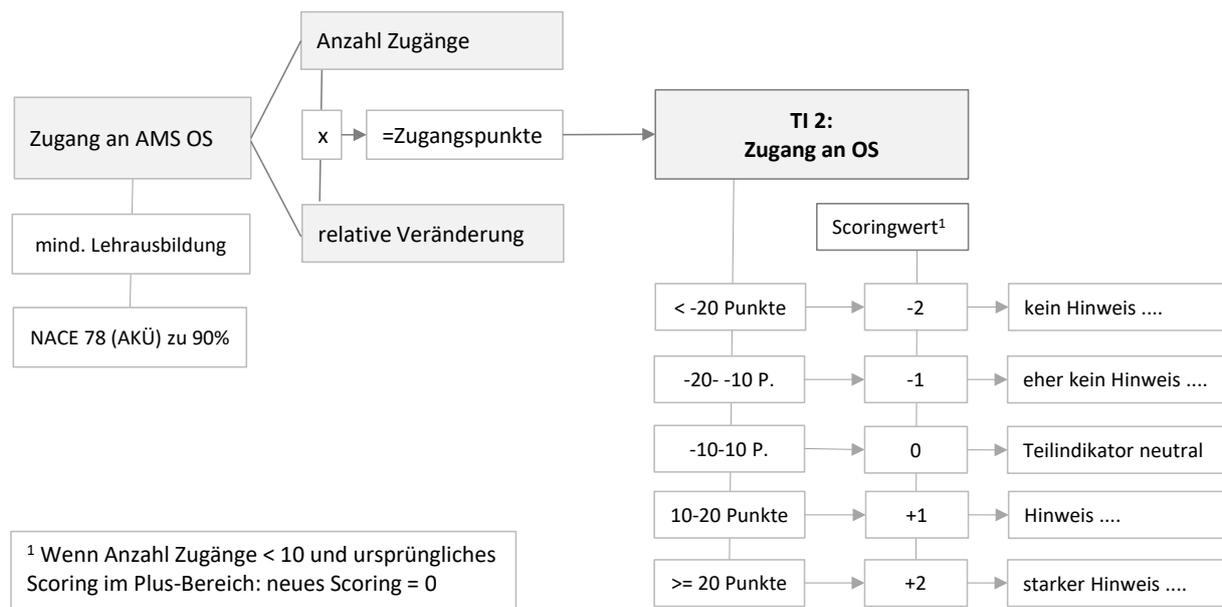 Anzahl Zugänge
Zugang an AMS OS
x
=Zugangspunkte
TI 2:
Zugang an OS
mind. Lehrausbildung
relative Veränderung
Scoringwert¹
NACE 78 (AKÜ) zu 90%
< -20 Punkte
-2
kein Hinweis ....
-20- -10 P.
-1
eher kein Hinweis ....
-10-10 P.
0
Teilindikator neutral
10-20 Punkte
+1
Hinweis ....
>= 20 Punkte
+2
starker Hinweis ....
¹ Wenn Anzahl Zugänge < 10 und ursprüngliches
Scoring im Plus-Bereich: neues Scoring = 0